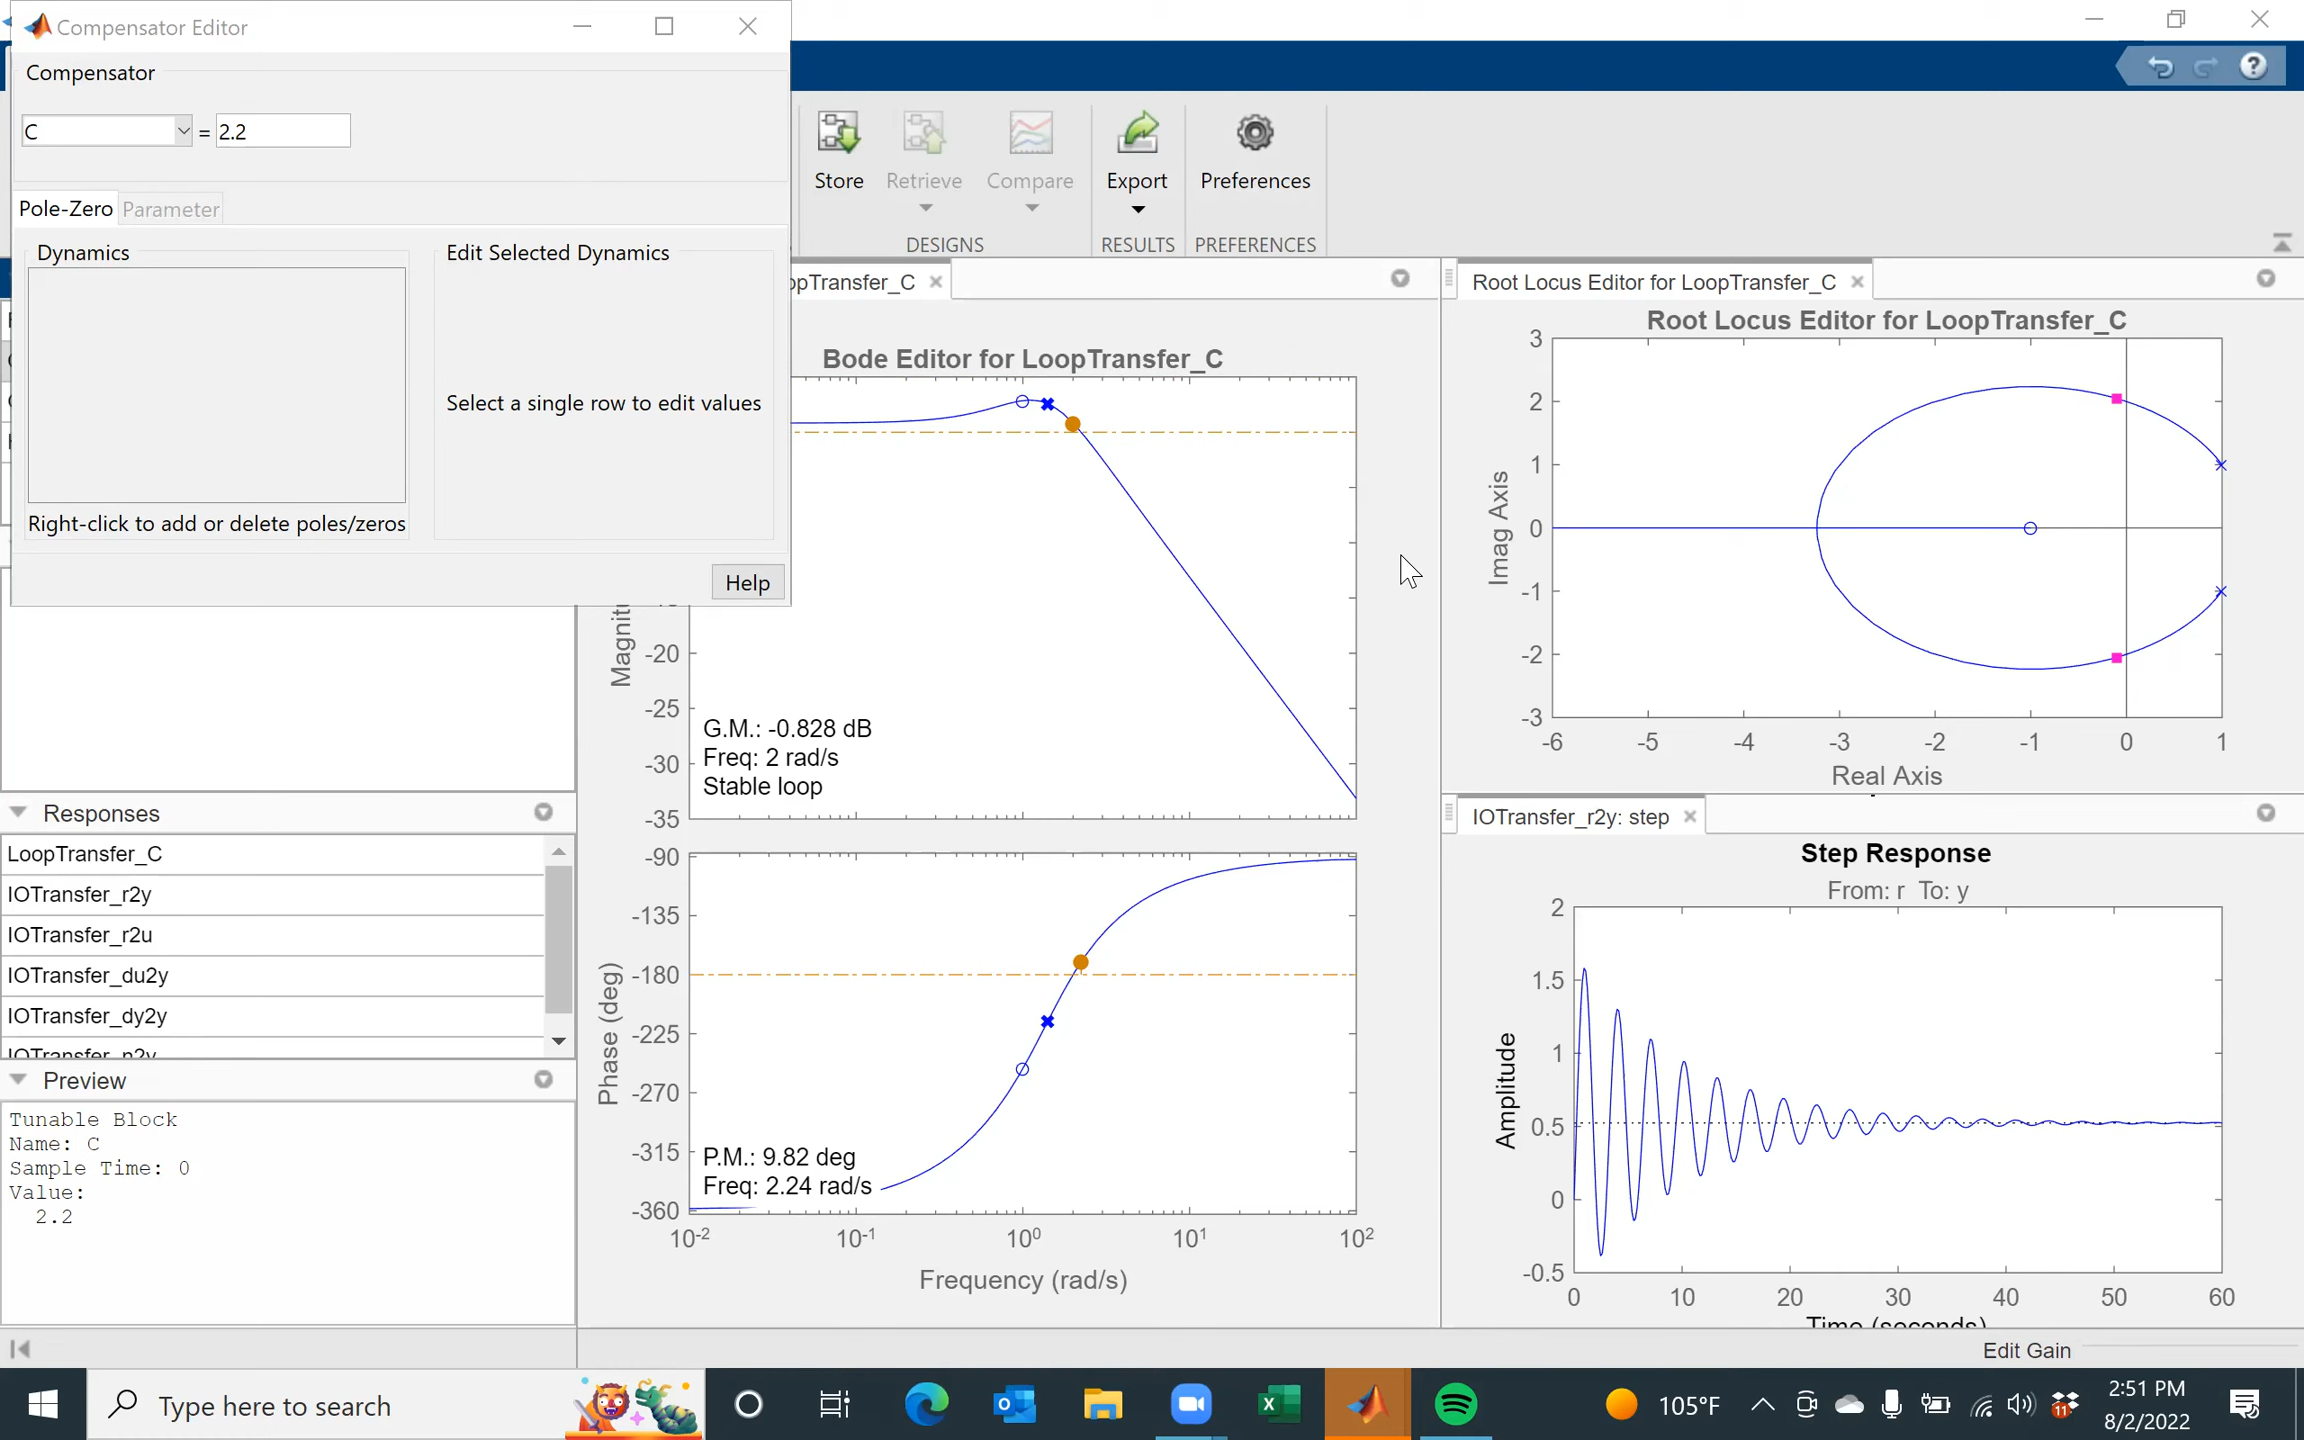 Compensator Editor
Compensator
C = 2.2
Pole-Zero Parameter
Dynamics
Edit Selected Dynamics
Select a single row to edit values
Right-click to add or delete poles/zeros
Help
Store
Retrieve
Compare
Export
Preferences
DESIGNS
RESULTS
PREFERENCES
pTransfer_C
Root Locus Editor for LoopTransfer_C
Bode Editor for LoopTransfer_C
-20
-25
-30
-35
G.M.: -0.828 dB
Freq: 2 rad/s
Stable loop
Phase (deg)
-90
-135
-180
-225
-270
-315
-360
P.M.: 9.82 deg
Freq: 2.24 rad/s
10-2 10-1 100 101 102
Frequency (rad/s)
Root Locus Editor for LoopTransfer_C
Imag Axis
3
2
1
0
-1
-2
-3
-6 -5 -4 -3 -2 -1 0 1
Real Axis
IOTransfer_r2y: step
Step Response
From: r To: y
Amplitude
2
1.5
1
0.5
0
-0.5
0 10 20 30 40 50 60
Time (seconds)
Responses
LoopTransfer_C
IOTransfer_r2y
IOTransfer_r2u
IOTransfer_du2y
IOTransfer_dy2y
IOTransfer_n2y
Preview
Tunable Block
Name: C
Sample Time: 0
Value:
2.2
Edit Gain
Type here to search
105°F
11
2:51 PM
8/2/2022